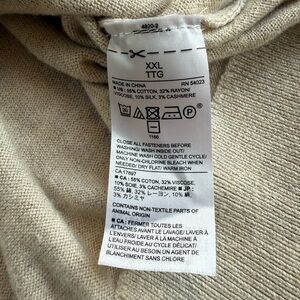 4820-2
XXL
TTG
MADE IN CHINA RN 54023
■ US: 55% COTTON, 32% RAYON,
10% SILK, 3% CASHMERE
1166
CLOSE ALL FASTENERS BEFORE
WASHING/ WASH INSIDE OUT/
MACHINE WASH COLD GENTLE CYCLE/
ONLY NON-CHLORINE BLEACH WHEN
NEEDED/ DRY FLAT/ WARM IRON
CA 17897
■ CA: 55% COTON, 32% VISCOSE,
10% SOIE, 3% CACHEMIRE ■ JP:
55% 綿, 32% レーヨン, 10% 絹
3% カシミヤ
CONTAINS NON-TEXTILE PARTS OF
ANIMAL ORIGIN
■ CA: FERMER TOUTES LES
ATTACHES AVANT LE LAVAGE/ LAVER À
L'ENVERS/ LAVER À LA MACHINE À
L'EAU FROIDE AU CYCLE DÉLICAT/
UTILISER AU BESOIN UN AGENT DE
BLANCHIMENT SANS CHLORE